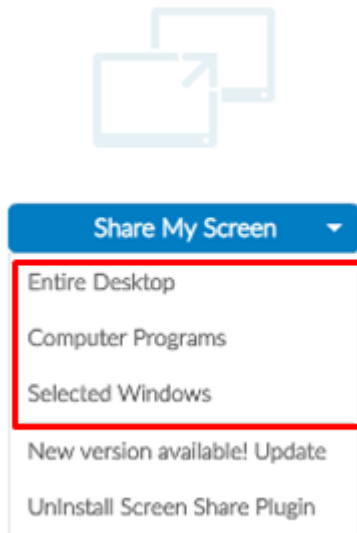 Share My Screen
Entire Desktop
Computer Programs
Selected Windows
New version available! Update
UnInstall Screen Share Plugin